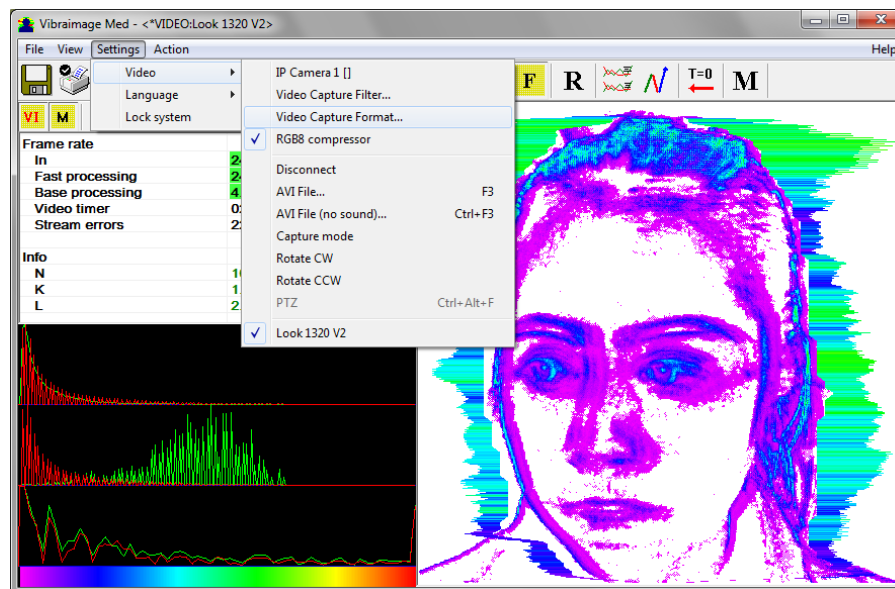 Vibraimage Med - <*VIDEO:Look 1320 V2>
File View Settings Action Help
Video
Language
Lock system
IP Camera 1 []
Video Capture Filter...
Video Capture Format...
RGB8 compressor
Disconnect
AVI File... F3
AVI File (no sound)... Ctrl+F3
Capture mode
Rotate CW
Rotate CCW
PTZ Ctrl+Alt+F
Look 1320 V2
F R T=0 M
VI M
Frame rate
In
Fast processing
Base processing
Video timer
Stream errors
Info
N
K
L